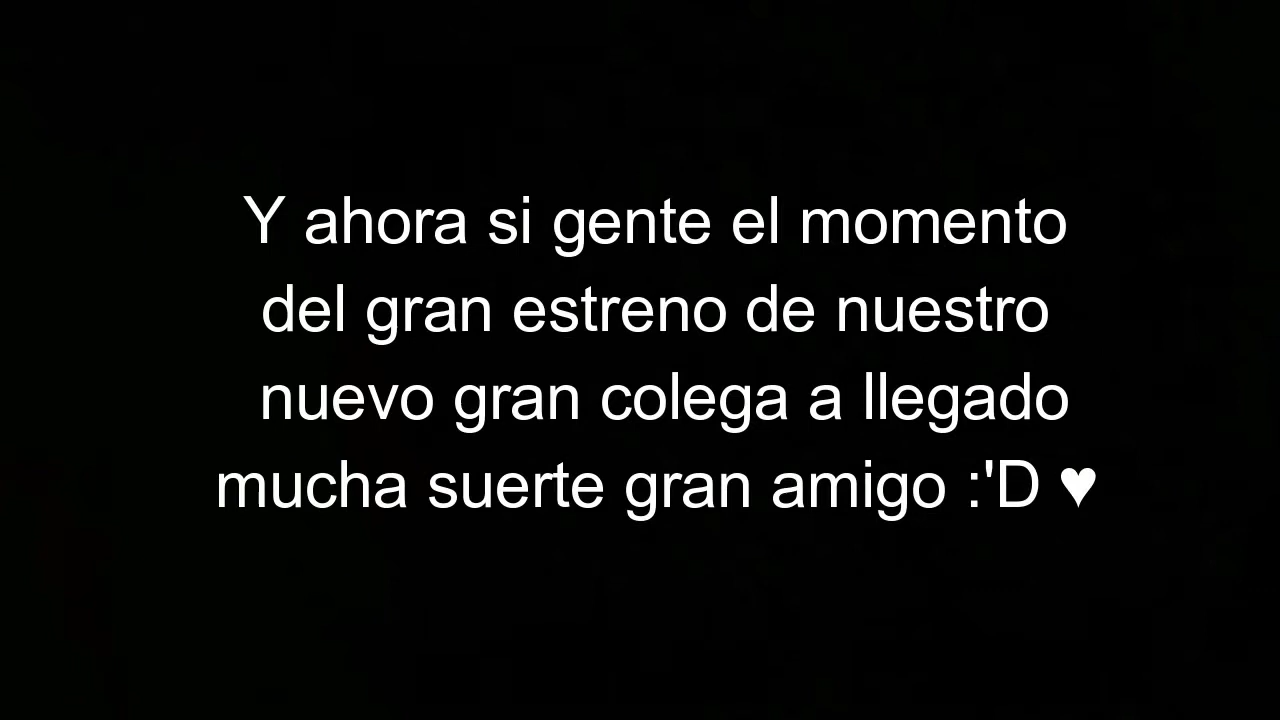 Y ahora si gente el momento
del gran estreno de nuestro
nuevo gran colega a llegado
mucha suerte gran amigo :'D ♥